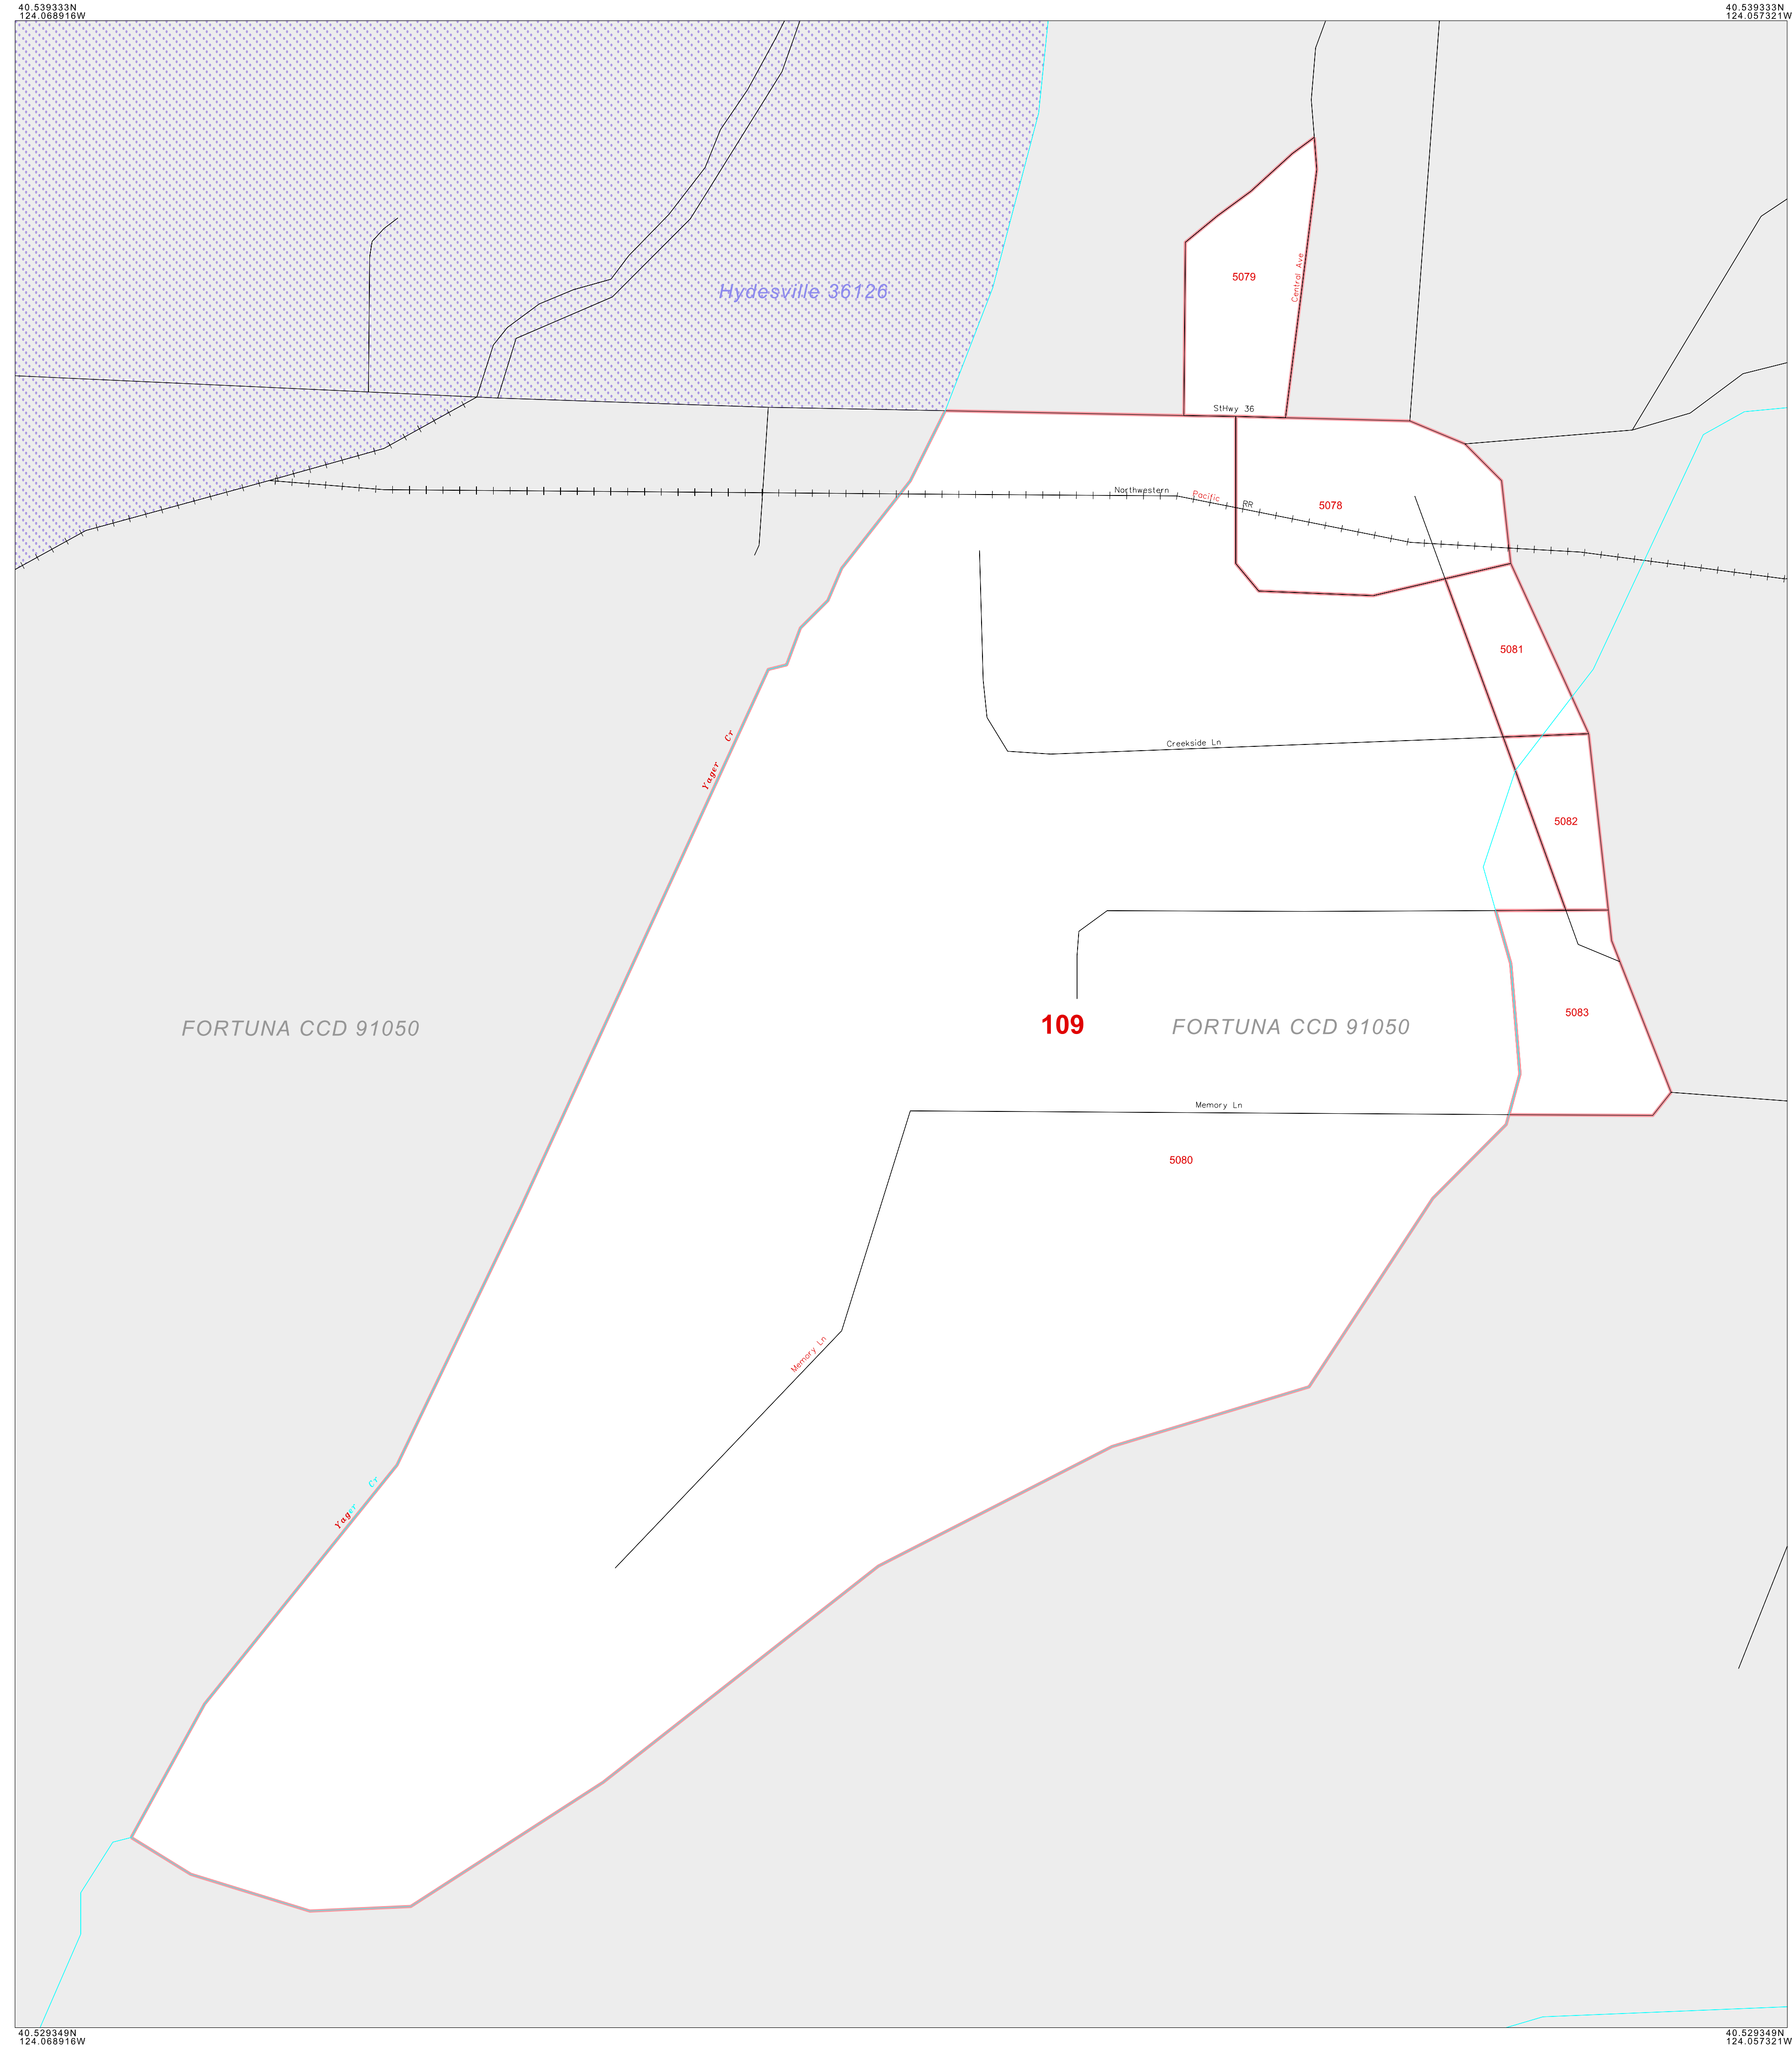 40.539333N
124.068916W
40.539333N
124.057321W
5079
Central Ave
Hydesville 36126
StHwy 36
Northwestern Pacific RR
5078
5081
Yager Cr
Creekside Ln
5082
5083
109
FORTUNA CCD 91050
FORTUNA CCD 91050
Memory Ln
5080
Memory Ln
Yager Cr
40.529349N
124.068916W
40.529349N
124.057321W